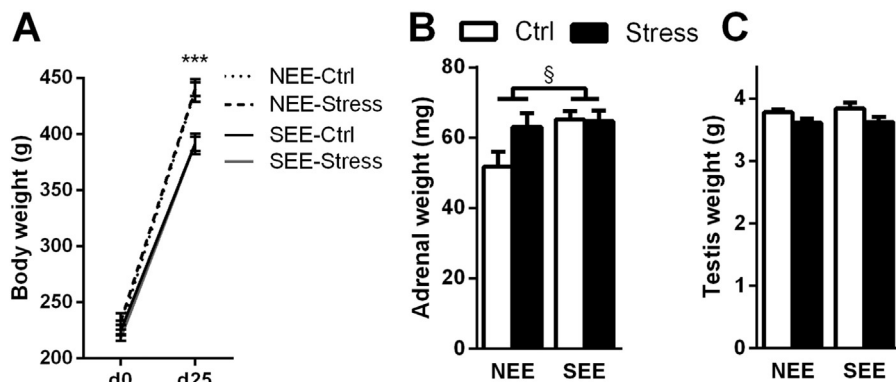 A
***
NEE-Ctrl
NEE-Stress
SEE-Ctrl
SEE-Stress
Body weight (g)
450
400
350
300
250
200
d0 d25
B
Ctrl Stress
§
Adrenal weight (mg)
80
60
40
20
0
NEE SEE
C
Testis weight (g)
4
3
2
1
0
NEE SEE